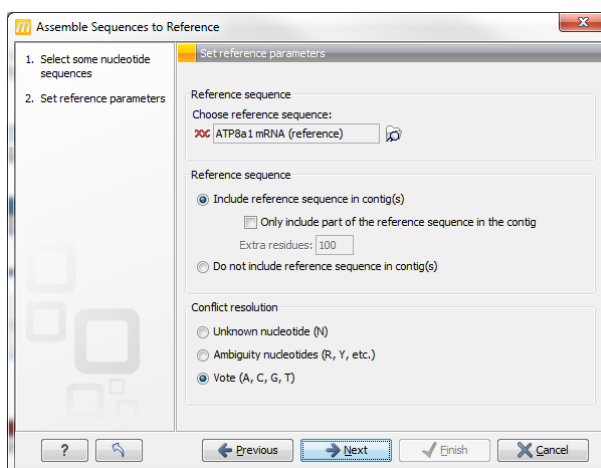 Assemble Sequences to Reference
1. Select some nucleotide
sequences
2. Set reference parameters
Set reference parameters
Reference sequence
Choose reference sequence:
ATP8a1 mRNA (reference)
Reference sequence
Include reference sequence in contig(s)
Only include part of the reference sequence in the contig
Extra residues: 100
Do not include reference sequence in contig(s)
Conflict resolution
Unknown nucleotide (N)
Ambiguity nucleotides (R, Y, etc.)
Vote (A, C, G, T)
? Previous Next Finish Cancel